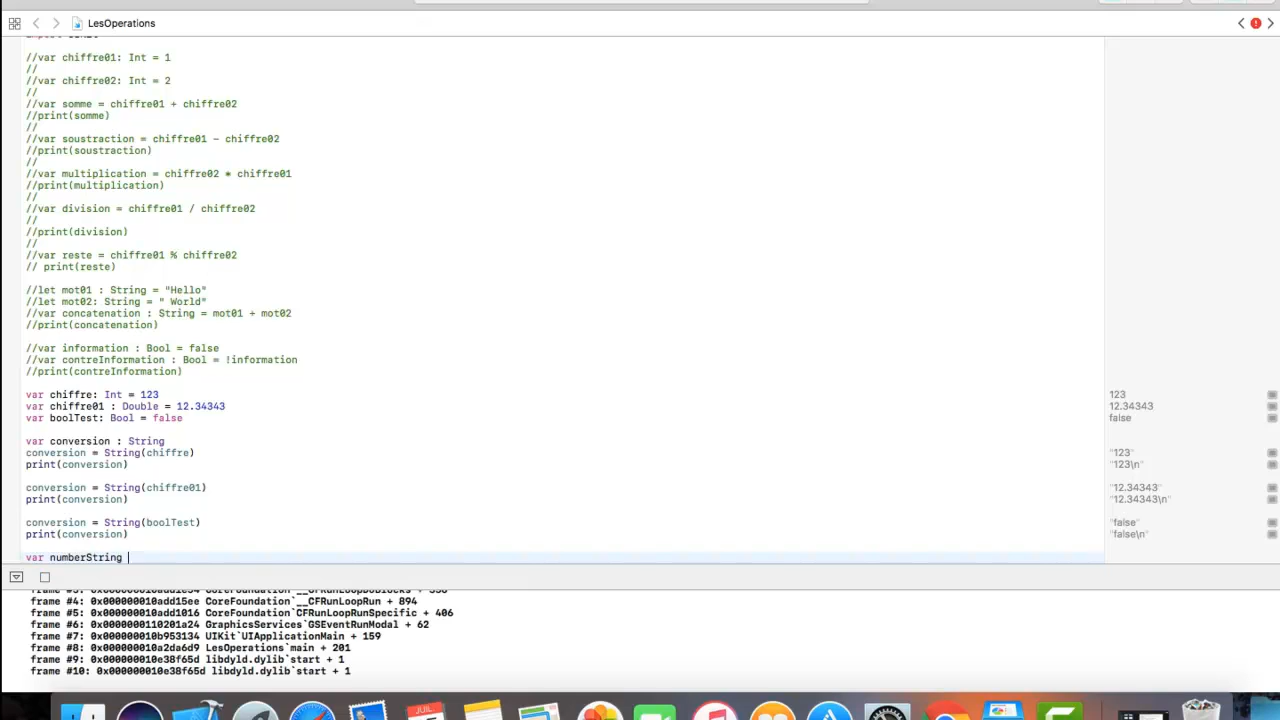 LesOperations
//var chiffre01: Int = 1
//
//var chiffre02: Int = 2
//
//var somme = chiffre01 + chiffre02
//print(somme)
//
//var soustraction = chiffre01 - chiffre02
//print(soustraction)
//
//var multiplication = chiffre02 * chiffre01
//print(multiplication)
//
//var division = chiffre01 / chiffre02
//
//print(division)
//
//var reste = chiffre01 % chiffre02
// print(reste)
//let mot01 : String = "Hello"
//let mot02: String = " World"
//var concatenation : String = mot01 + mot02
//print(concatenation)
//var information : Bool = false
//var contreInformation : Bool = !information
//print(contreInformation)
var chiffre: Int = 123 123
var chiffre01 : Double = 12.34343 12.34343
var boolTest: Bool = false false
var conversion : String
conversion = String(chiffre) "123"
print(conversion) "123\n"
conversion = String(chiffre01) "12.34343"
print(conversion) "12.34343\n"
conversion = String(boolTest) "false"
print(conversion) "false\n"
var numberString
frame #4: 0x000000010add15ee CoreFoundation`__CFRunLoopRun + 894
frame #5: 0x000000010add1016 CoreFoundation`CFRunLoopRunSpecific + 406
frame #6: 0x000000110201a24 GraphicsServices`GSEventRunModal + 62
frame #7: 0x000000010b953134 UIKit`UIApplicationMain + 159
frame #8: 0x000000010a2da6d9 LesOperations`main + 201
frame #9: 0x000000010e38f65d libdyld.dylib`start + 1
frame #10: 0x000000010e38f65d libdyld.dylib`start + 1
JUIL